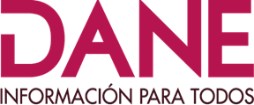 DANE
INFORMACIÓN PARA TODOS